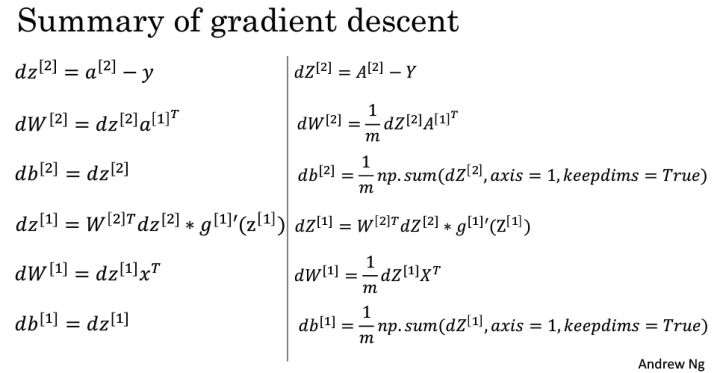 Summary of gradient descent
dz^[2] = a^[2] − y
dW^[2] = dz^[2]a^[1]^T
db^[2] = dz^[2]
dz^[1] = W^[2]T dz^[2] * g^[1]′(z^[1])
dW^[1] = dz^[1]x^T
db^[1] = dz^[1]
dZ^[2] = A^[2] − Y
dW^[2] = 1/m dZ^[2]A^[1]^T
db^[2] = 1/m np.sum(dZ^[2], axis = 1, keepdims = True)
dZ^[1] = W^[2]T dZ^[2] * g^[1]′(Z^[1])
dW^[1] = 1/m dZ^[1]X^T
db^[1] = 1/m np.sum(dZ^[1], axis = 1, keepdims = True)
Andrew Ng